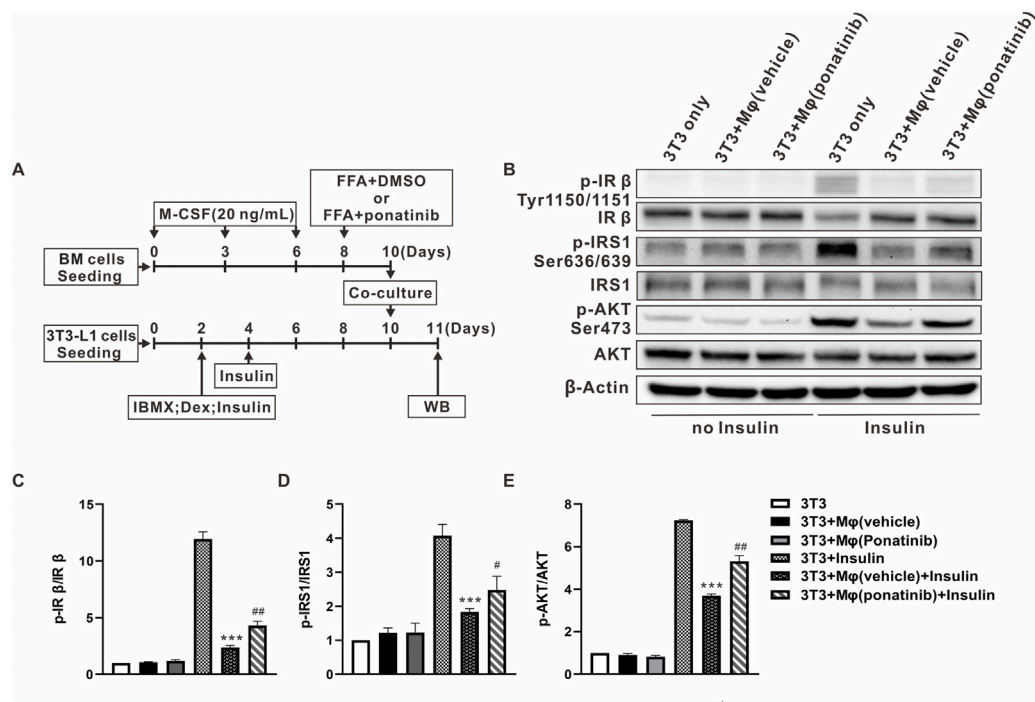 A
FFA+DMSO
or
FFA+ponatinib
M-CSF(20 ng/mL)
0 3 6 8 10(Days)
BM cells
Seeding
Co-culture
0 2 4 6 8 10 11(Days)
3T3-L1 cells
Seeding
Insulin
IBMX;Dex;Insulin
WB
B
3T3 only
3T3+Mφ(vehicle)
3T3+Mφ(ponatinib)
3T3 only
3T3+Mφ(vehicle)
3T3+Mφ(ponatinib)
p-IR β
Tyr1150/1151
IR β
p-IRS1
Ser636/639
IRS1
p-AKT
Ser473
AKT
β-Actin
no Insulin
Insulin
C
p-IR β/IR β
15
10
5
0
***
##
D
p-IRS1/IRS1
5
4
3
2
1
0
***
#
E
p-AKT/AKT
8
6
4
2
0
***
##
3T3
3T3+Mφ(vehicle)
3T3+Mφ(Ponatinib)
3T3+Insulin
3T3+Mφ(vehicle)+Insulin
3T3+Mφ(ponatinib)+Insulin